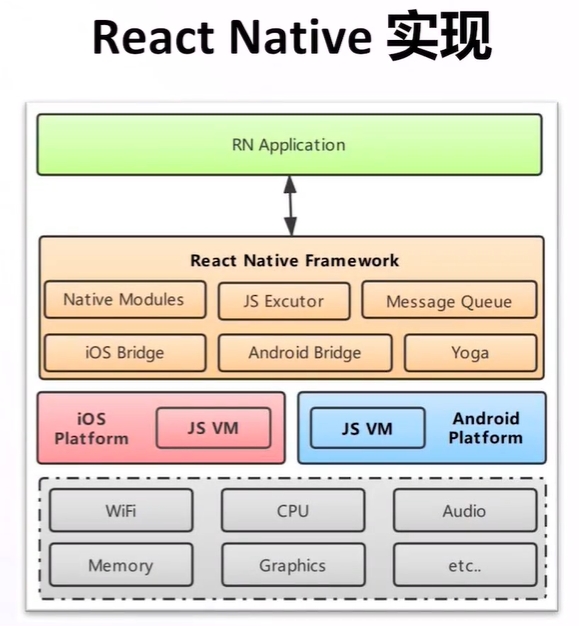 React Native 实现
RN Application
React Native Framework
Native Modules
JS Excutor
Message Queue
iOS Bridge
Android Bridge
Yoga
iOS
Platform
JS VM
JS VM
Android
Platform
WiFi
CPU
Audio
Memory
Graphics
etc..